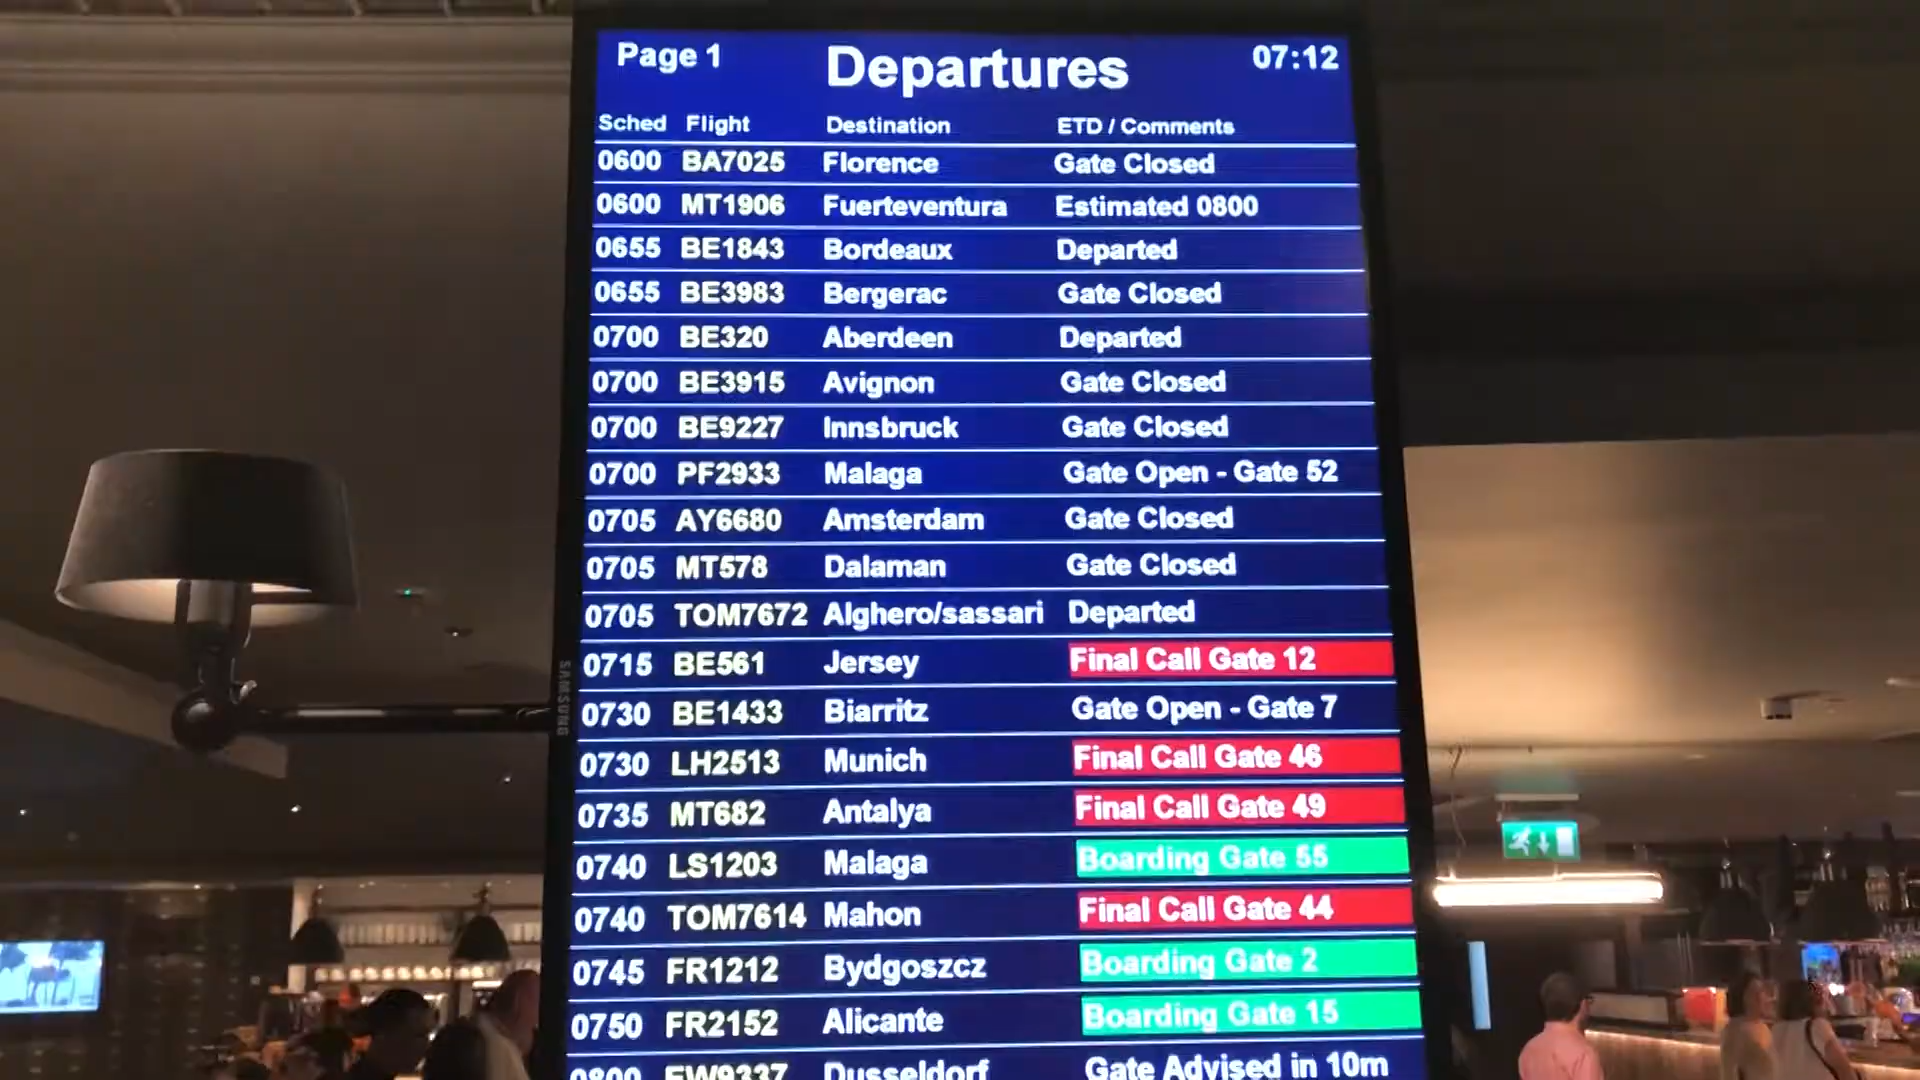 Page 1 Departures 07:12
Sched Flight Destination ETD / Comments
0600 BA7025 Florence Gate Closed
0600 MT1906 Fuerteventura Estimated 0800
0655 BE1843 Bordeaux Departed
0655 BE3983 Bergerac Gate Closed
0700 BE320 Aberdeen Departed
0700 BE3915 Avignon Gate Closed
0700 BE9227 Innsbruck Gate Closed
0700 PF2933 Malaga Gate Open - Gate 52
0705 AY6680 Amsterdam Gate Closed
0705 MT578 Dalaman Gate Closed
0705 TOM7672 Alghero/sassari Departed
0715 BE561 Jersey Final Call Gate 12
0730 BE1433 Biarritz Gate Open - Gate 7
0730 LH2513 Munich Final Call Gate 46
0735 MT682 Antalya Final Call Gate 49
0740 LS1203 Malaga Boarding Gate 55
0740 TOM7614 Mahon Final Call Gate 44
0745 FR1212 Bydgoszcz Boarding Gate 2
0750 FR2152 Alicante Boarding Gate 15
0800 EW9337 Dusseldorf Gate Advised in 10m
SAMSUNG